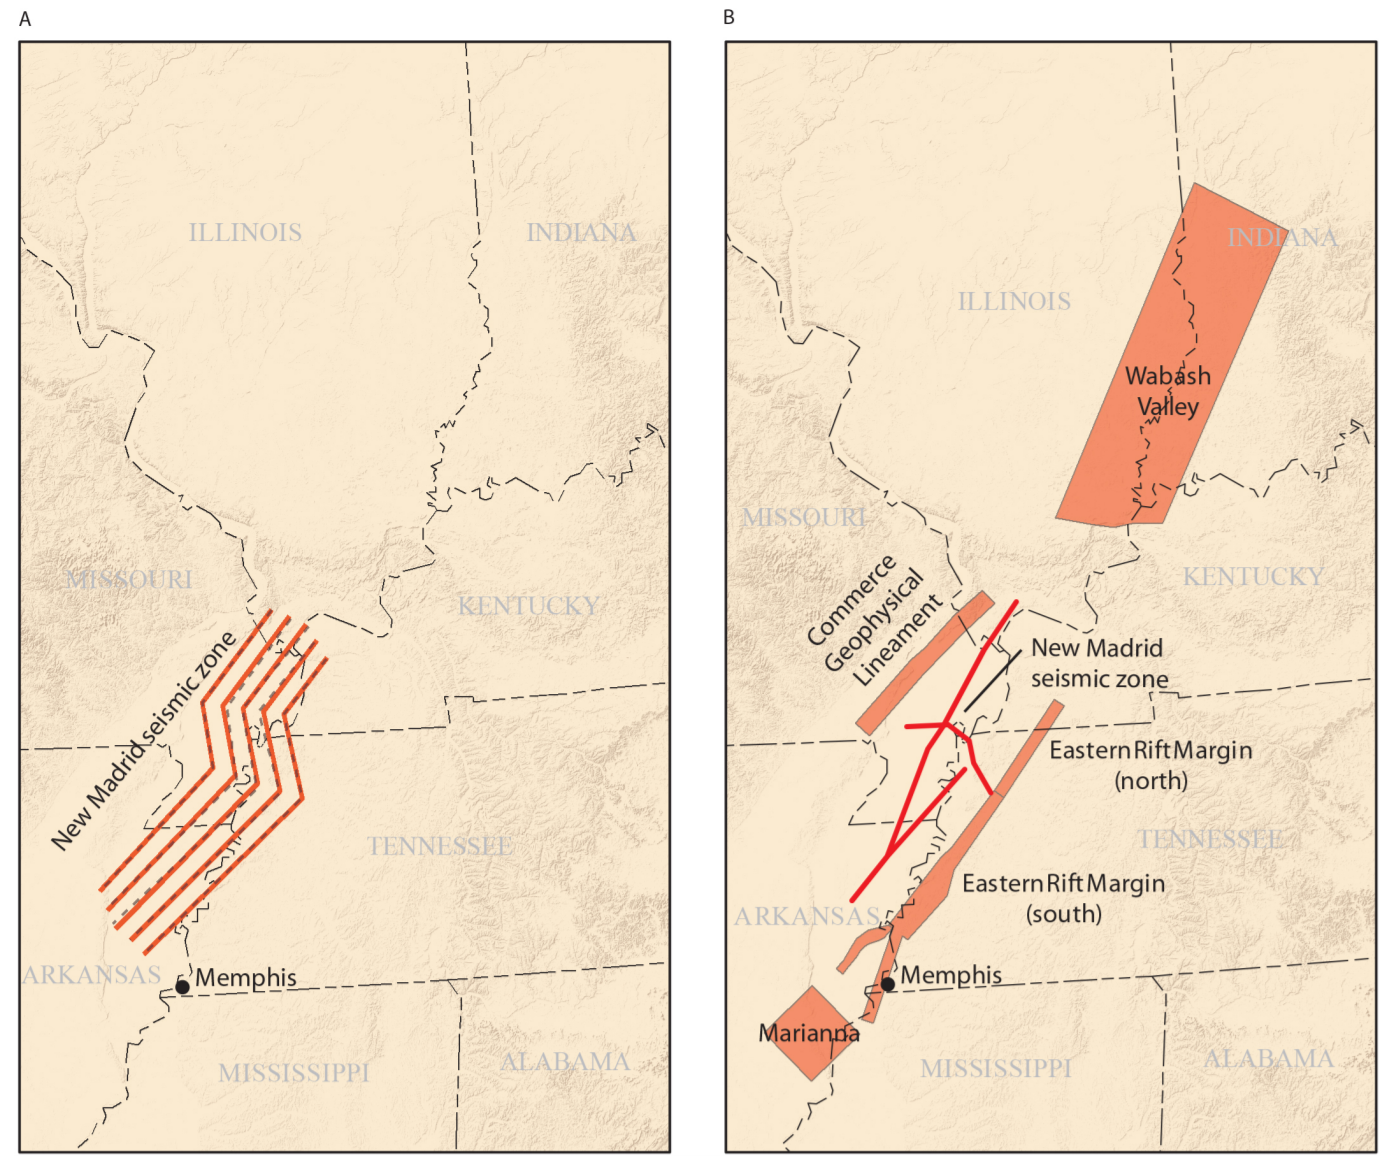 A
ILLINOIS
INDIANA
MISSOURI
KENTUCKY
New Madrid seismic zone
TENNESSEE
ARKANSAS
Memphis
MISSISSIPPI
ALABAMA
B
INDIANA
ILLINOIS
Wabash
Valley
MISSOURI
KENTUCKY
Commerce
Geophysical
Lineament
New Madrid
seismic zone
Eastern Rift Margin
(north)
TENNESSEE
Eastern Rift Margin
(south)
ARKANSAS
Memphis
Marianna
MISSISSIPPI
ALABAMA